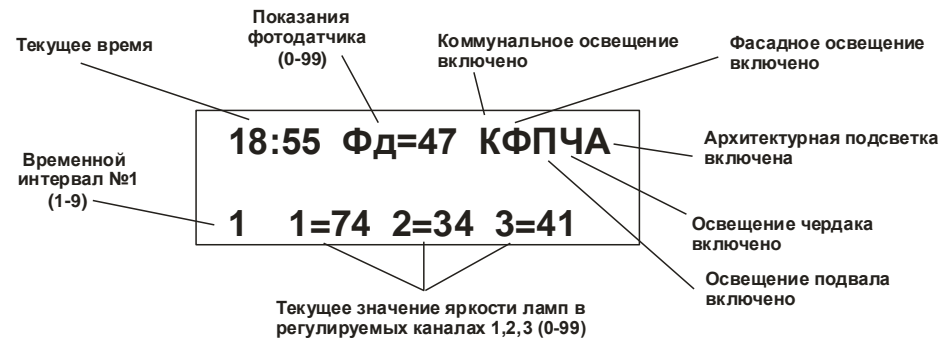 Показания
фотодатчика
(0-99)
Текущее время
Коммунальное освещение
включено
Фасадное освещение
включено
18:55 Фд=47 КФПЧА
Архитектурная подсветка
включена
Временной
интервал №1
(1-9)
1 1=74 2=34 3=41
Освещение чердака
включено
Освещение подвала
включено
Текущее значение яркости ламп в
регулируемых каналах 1,2,3 (0-99)